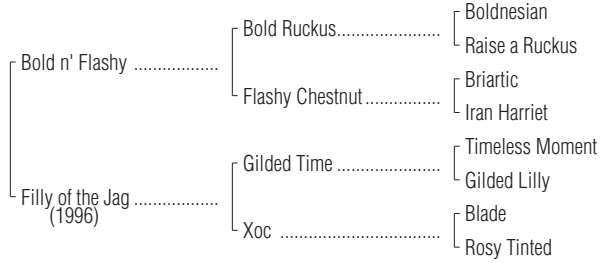 Boldnesian
Bold Ruckus....................
Raise a Ruckus
Bold n' Flashy ..................
Briartic
Flashy Chestnut................
Iran Harriet
Timeless Moment
Gilded Time ....................
Gilded Lilly
Filly of the Jag ..................
(1996)
Blade
Xoc ...............................
Rosy Tinted